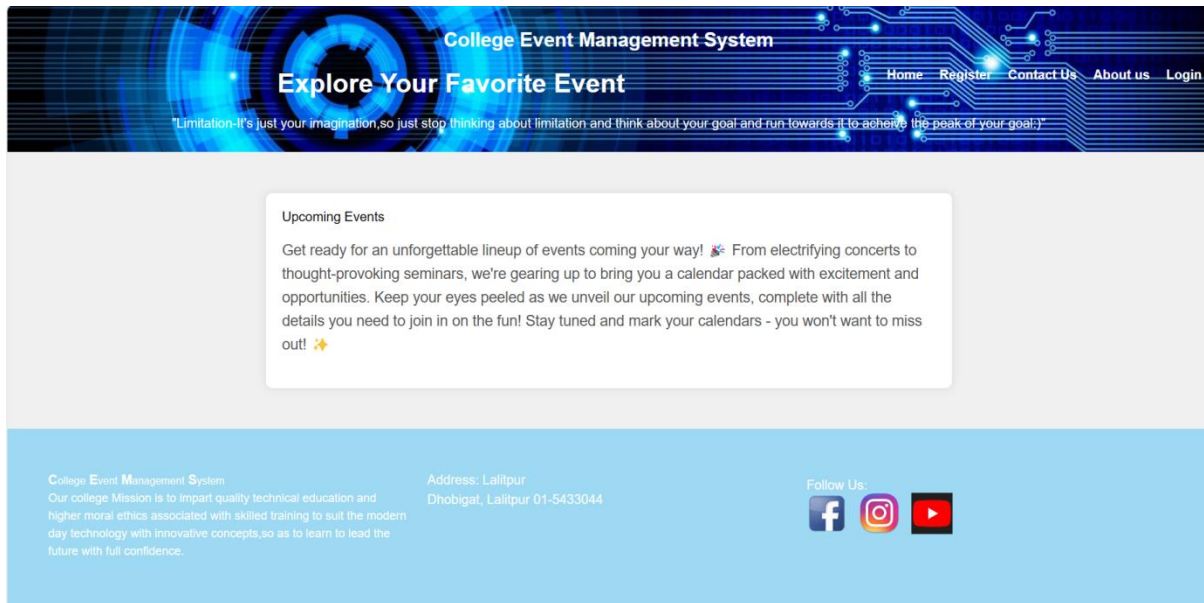 College Event Management System
Explore Your Favorite Event
Home Register Contact Us About us Login
"Limitation-It's just your imagination,so just stop thinking about limitation and think about your goal and run towards it to acheive the peak of your goal:)"
Upcoming Events
Get ready for an unforgettable lineup of events coming your way! 🎉 From electrifying concerts to
thought-provoking seminars, we're gearing up to bring you a calendar packed with excitement and
opportunities. Keep your eyes peeled as we unveil our upcoming events, complete with all the
details you need to join in on the fun! Stay tuned and mark your calendars - you won't want to miss
out! ✨
College Event Management System
Our college Mission is to impart quality technical education and
higher moral ethics associated with skilled training to suit the modern
day technology with innovative concepts,so as to learn to lead the
future with full confidence.
Address: Lalitpur
Dhobigat, Lalitpur 01-5433044
Follow Us: